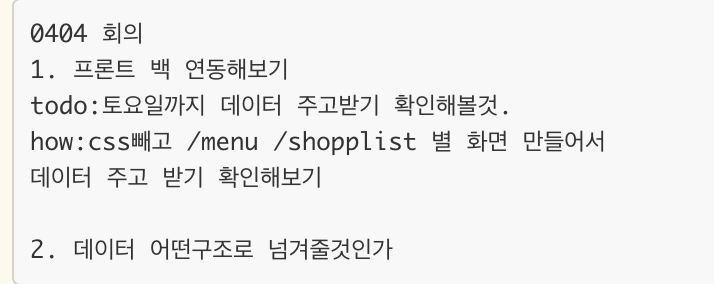 0404 회의
1. 프론트 백 연동해보기
todo:토요일까지 데이터 주고받기 확인해볼것.
how:css빼고 /menu /shopplist 별 화면 만들어서
데이터 주고 받기 확인해보기
2. 데이터 어떤구조로 넘겨줄것인가